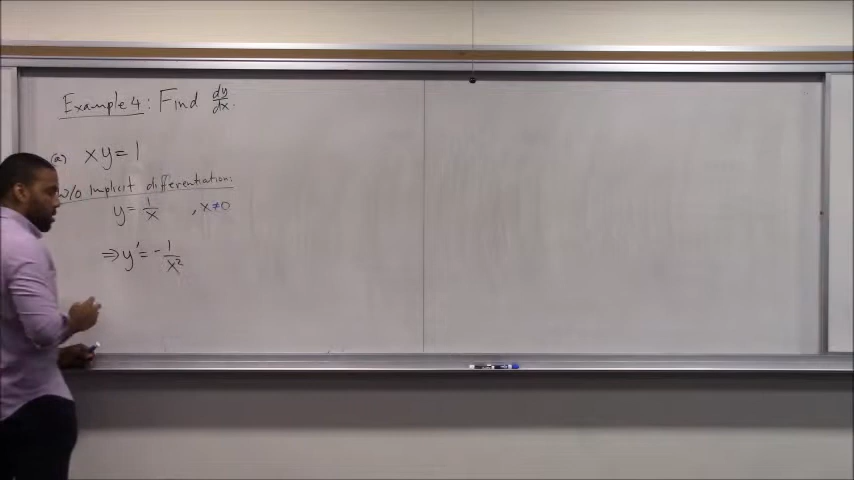 Example 4: Find dy/dx.
(a) xy = 1
w/o Implicit differentiation:
y = 1/x , x ≠ 0
⇒ y' = -1/x²